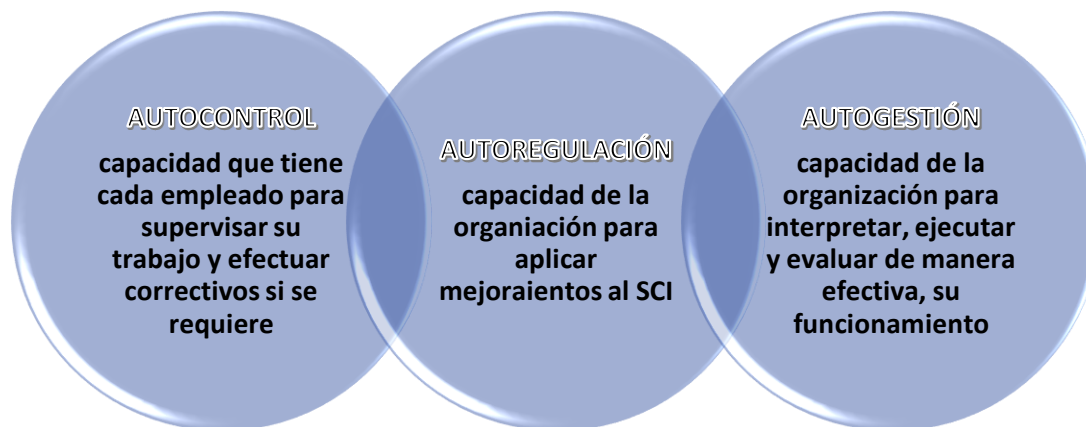 AUTOCONTROL
capacidad que tiene
cada empleado para
supervisar su
trabajo y efectuar
correctivos si se
requiere
AUTOREGULACIÓN
capacidad de la
organiación para
aplicar
mejoraientos al SCI
AUTOGESTIÓN
capacidad de la
organización para
interpretar, ejecutar
y evaluar de manera
efectiva, su
funcionamiento